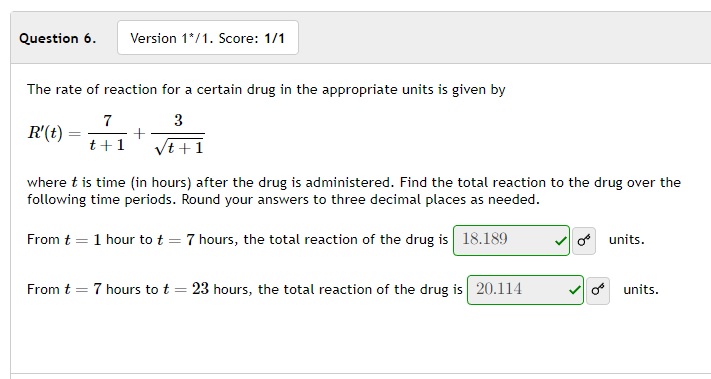 Question 6.
Version 1*/1. Score: 1/1
The rate of reaction for a certain drug in the appropriate units is given by
R'(t) = 7/(t + 1) + 3/√(t + 1)
where t is time (in hours) after the drug is administered. Find the total reaction to the drug over the
following time periods. Round your answers to three decimal places as needed.
From t = 1 hour to t = 7 hours, the total reaction of the drug is 18.189 units.
From t = 7 hours to t = 23 hours, the total reaction of the drug is 20.114 units.